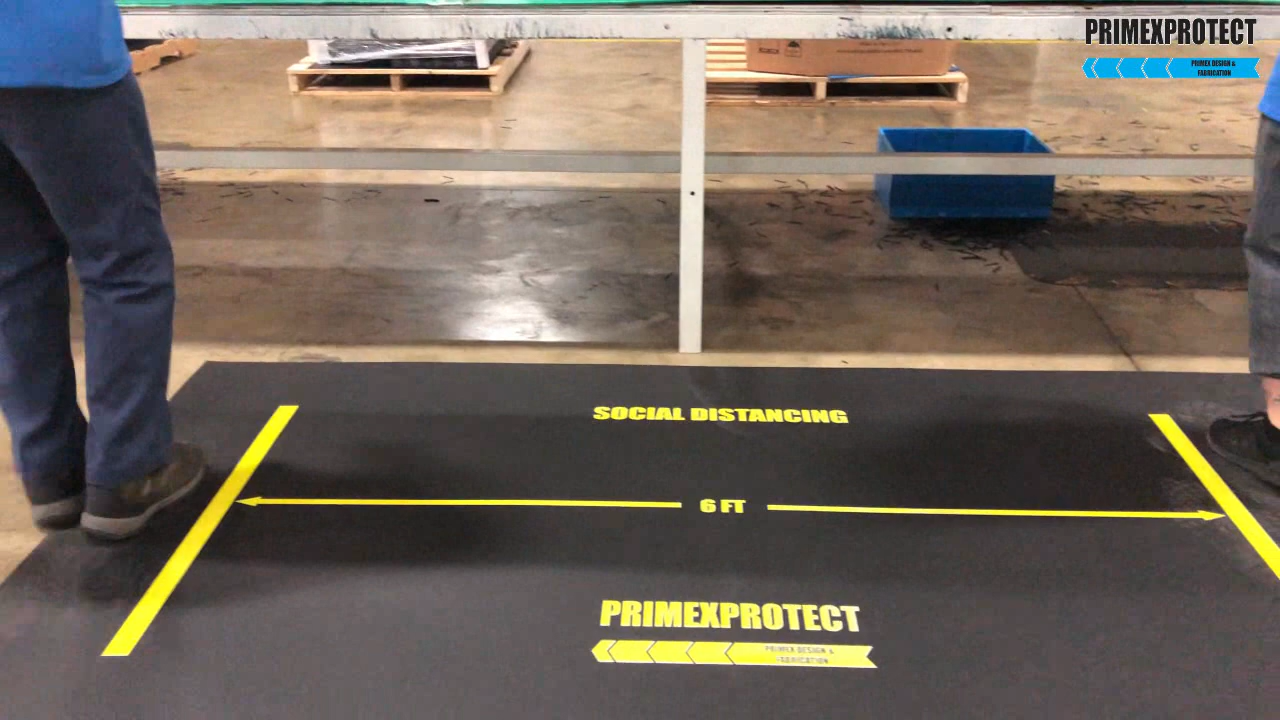 PRIMEXPROTECT
PRIMEX DESIGN &
FABRICATION
SOCIAL DISTANCING
6 FT
PRIMEXPROTECT
PRIMEX DESIGN &
FABRICATION